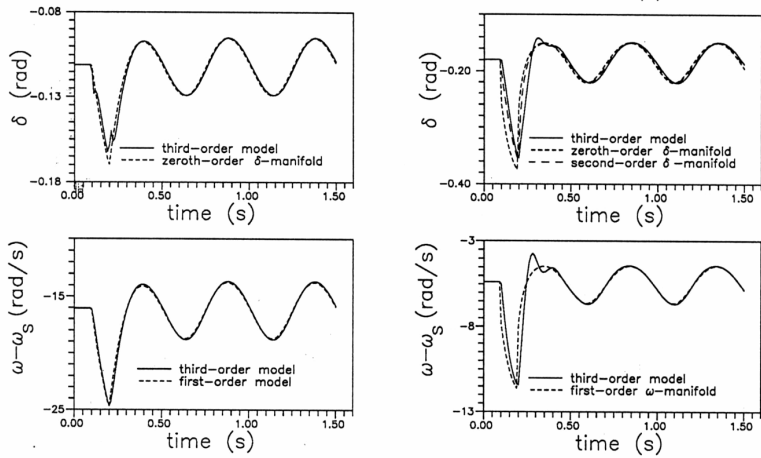 −0.08
δ (rad)
−0.13
third−order model
zeroth−order δ−manifold
−0.18
0.00 0.50 1.00 1.50
time (s)
δ (rad)
−0.20
third−order model
zeroth−order δ−manifold
second−order δ −manifold
−0.40
0.00 0.50 1.00 1.50
time (s)
ω−ωS (rad/s)
−15
third−order model
first−order model
−25
0.00 0.50 1.00 1.50
time (s)
−3
ω−ωS (rad/s)
−8
third−order model
first−order ω−manifold
−13
0.00 0.50 1.00 1.50
time (s)